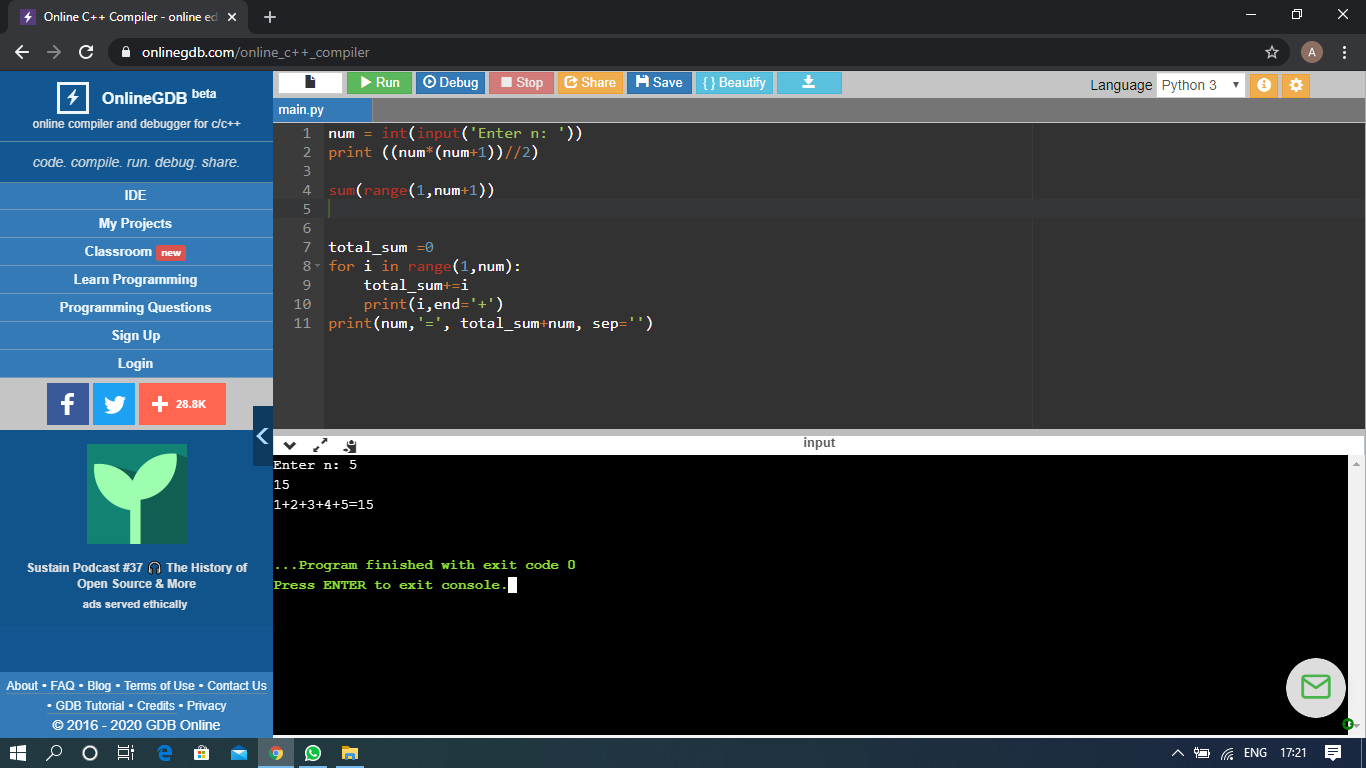 Online C++ Compiler - online ed
onlinegdb.com/online_c++_compiler
A
OnlineGDB beta
online compiler and debugger for c/c++
code. compile. run. debug. share.
IDE
My Projects
Classroom new
Learn Programming
Programming Questions
Sign Up
Login
28.8K
Sustain Podcast #37 🎧 The History of
Open Source & More
ads served ethically
About • FAQ • Blog • Terms of Use • Contact Us
• GDB Tutorial • Credits • Privacy
© 2016 - 2020 GDB Online
Run Debug Stop Share Save { } Beautify
Language Python 3
main.py
1 num = int(input('Enter n: '))
2 print ((num*(num+1))//2)
3
4 sum(range(1,num+1))
5
6
7 total_sum =0
8 for i in range(1,num):
9     total_sum+=i
10     print(i,end='+')
11 print(num,'=', total_sum+num, sep='')
input
Enter n: 5
15
1+2+3+4+5=15
...Program finished with exit code 0
Press ENTER to exit console.
ENG 17:21